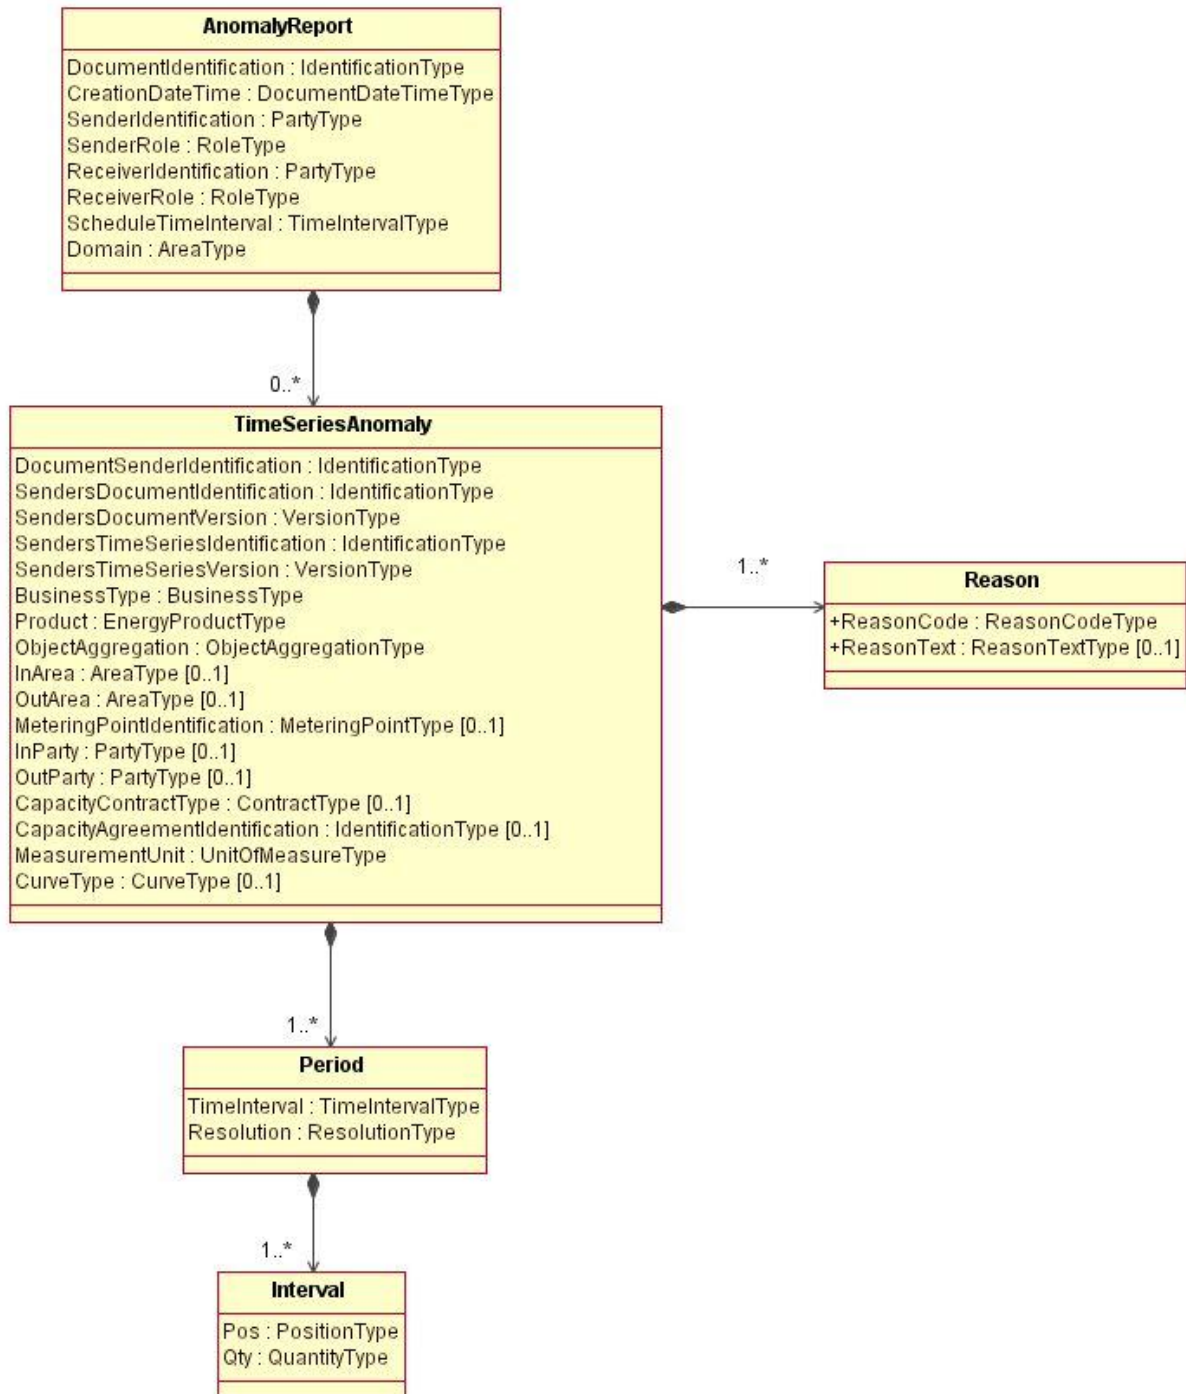 AnomalyReport
DocumentIdentification : IdentificationType
CreationDateTime : DocumentDateTimeType
SenderIdentification : PartyType
SenderRole : RoleType
ReceiverIdentification : PartyType
ReceiverRole : RoleType
ScheduleTimeInterval : TimeIntervalType
Domain : AreaType
0..*
TimeSeriesAnomaly
DocumentSenderIdentification : IdentificationType
SendersDocumentIdentification : IdentificationType
SendersDocumentVersion : VersionType
SendersTimeSeriesIdentification : IdentificationType
SendersTimeSeriesVersion : VersionType
BusinessType : BusinessType
Product : EnergyProductType
ObjectAggregation : ObjectAggregationType
InArea : AreaType [0..1]
OutArea : AreaType [0..1]
MeteringPointIdentification : MeteringPointType [0..1]
InParty : PartyType [0..1]
OutParty : PartyType [0..1]
CapacityContractType : ContractType [0..1]
CapacityAgreementIdentification : IdentificationType [0..1]
MeasurementUnit : UnitOfMeasureType
CurveType : CurveType [0..1]
1..*
Reason
+ReasonCode : ReasonCodeType
+ReasonText : ReasonTextType [0..1]
1..*
Period
TimeInterval : TimeIntervalType
Resolution : ResolutionType
1..*
Interval
Pos : PositionType
Qty : QuantityType